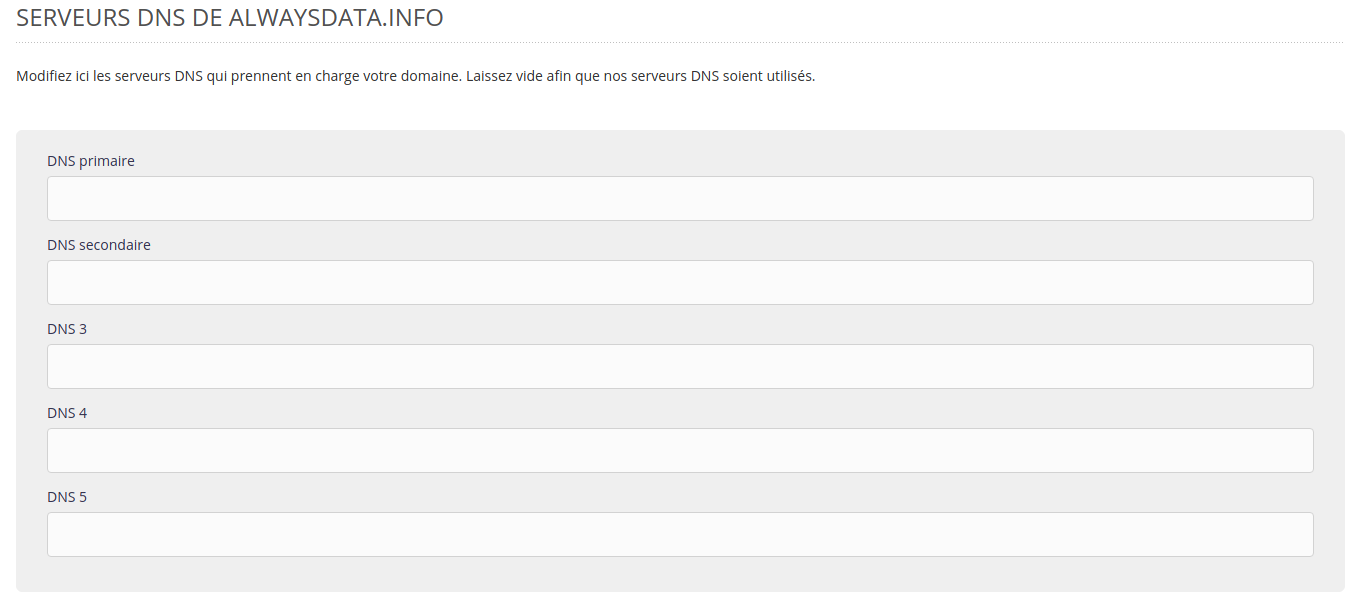 SERVEURS DNS DE ALWAYSDATA.INFO
Modifiez ici les serveurs DNS qui prennent en charge votre domaine. Laissez vide afin que nos serveurs DNS soient utilisés.
DNS primaire
DNS secondaire
DNS 3
DNS 4
DNS 5